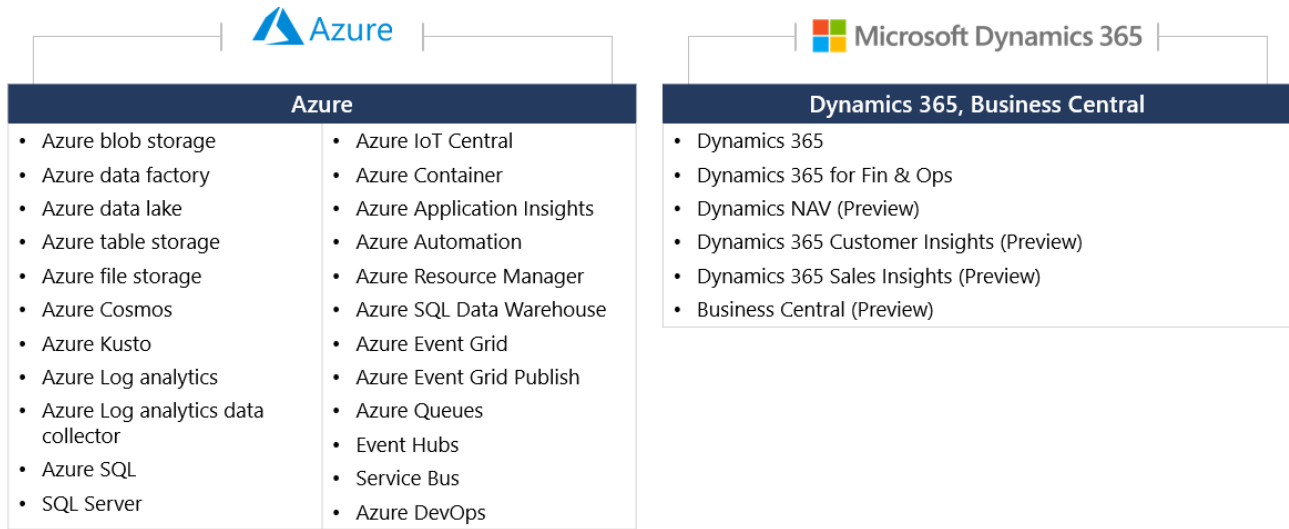 Azure
Microsoft Dynamics 365
Azure
• Azure blob storage
• Azure data factory
• Azure data lake
• Azure table storage
• Azure file storage
• Azure Cosmos
• Azure Kusto
• Azure Log analytics
• Azure Log analytics data
collector
• Azure SQL
• SQL Server
• Azure IoT Central
• Azure Container
• Azure Application Insights
• Azure Automation
• Azure Resource Manager
• Azure SQL Data Warehouse
• Azure Event Grid
• Azure Event Grid Publish
• Azure Queues
• Event Hubs
• Service Bus
• Azure DevOps
Dynamics 365, Business Central
• Dynamics 365
• Dynamics 365 for Fin & Ops
• Dynamics NAV (Preview)
• Dynamics 365 Customer Insights (Preview)
• Dynamics 365 Sales Insights (Preview)
• Business Central (Preview)